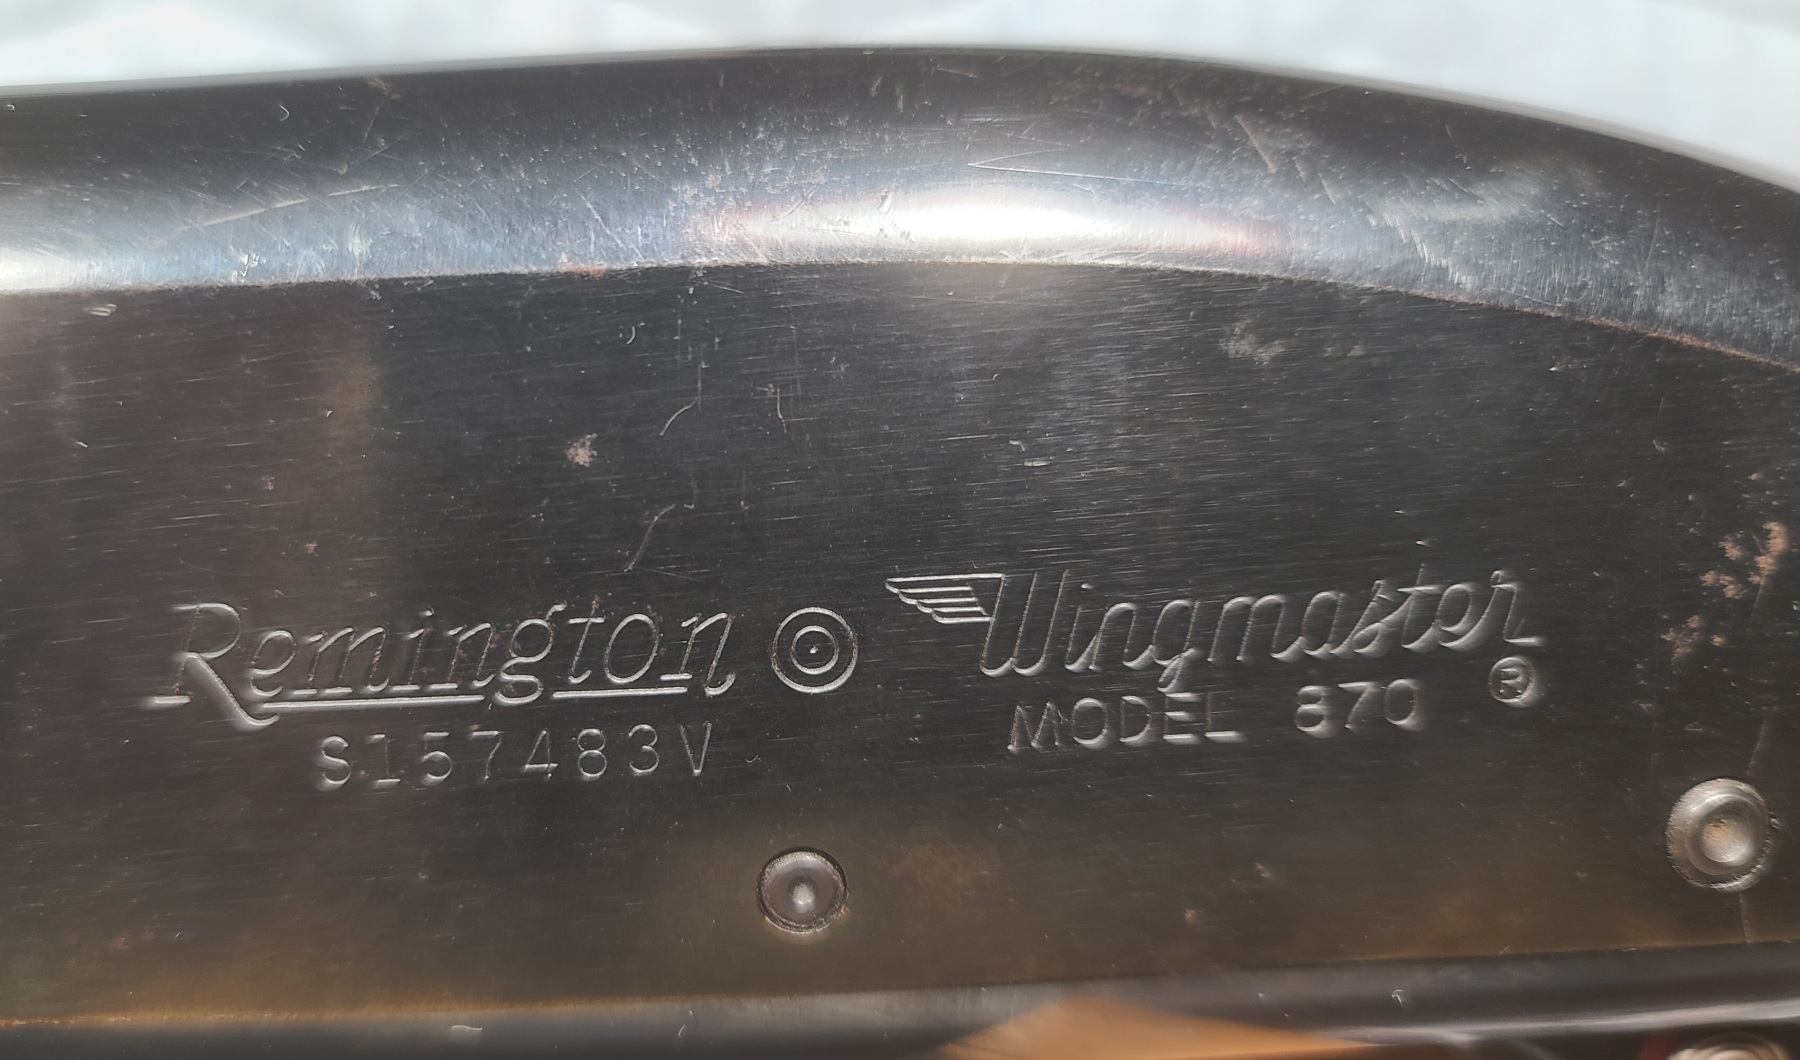 Remington Wingmaster
S157483V MODEL 870 ®